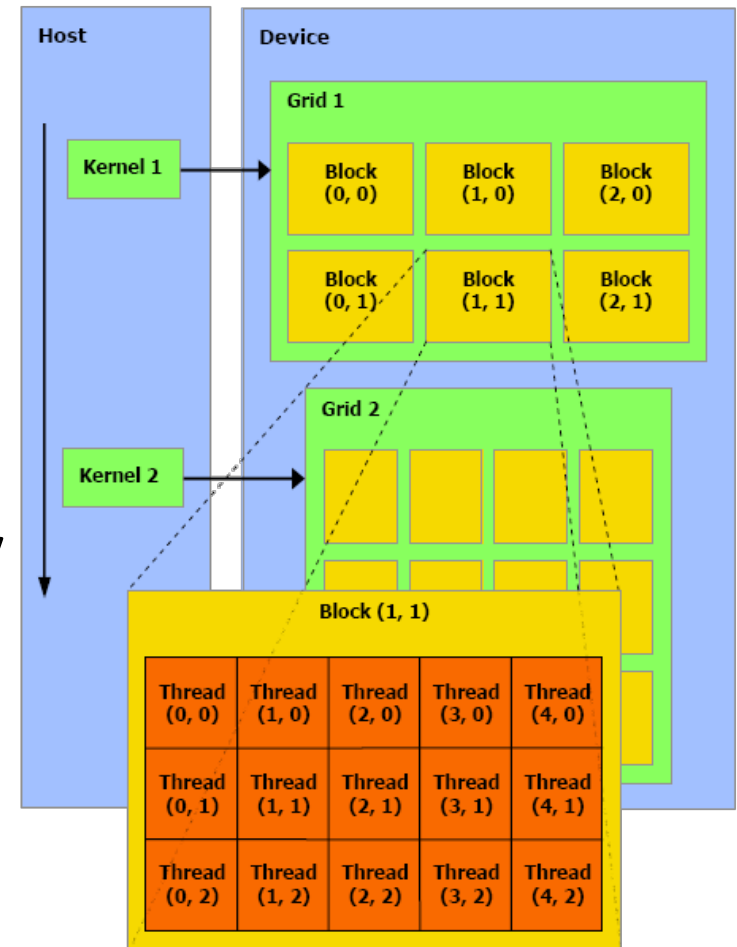 Host
Device
Grid 1
Kernel 1
Block
(0, 0)
Block
(1, 0)
Block
(2, 0)
Block
(0, 1)
Block
(1, 1)
Block
(2, 1)
Grid 2
Kernel 2
Block (1, 1)
Thread
(0, 0)
Thread
(1, 0)
Thread
(2, 0)
Thread
(3, 0)
Thread
(4, 0)
Thread
(0, 1)
Thread
(1, 1)
Thread
(2, 1)
Thread
(3, 1)
Thread
(4, 1)
Thread
(0, 2)
Thread
(1, 2)
Thread
(2, 2)
Thread
(3, 2)
Thread
(4, 2)